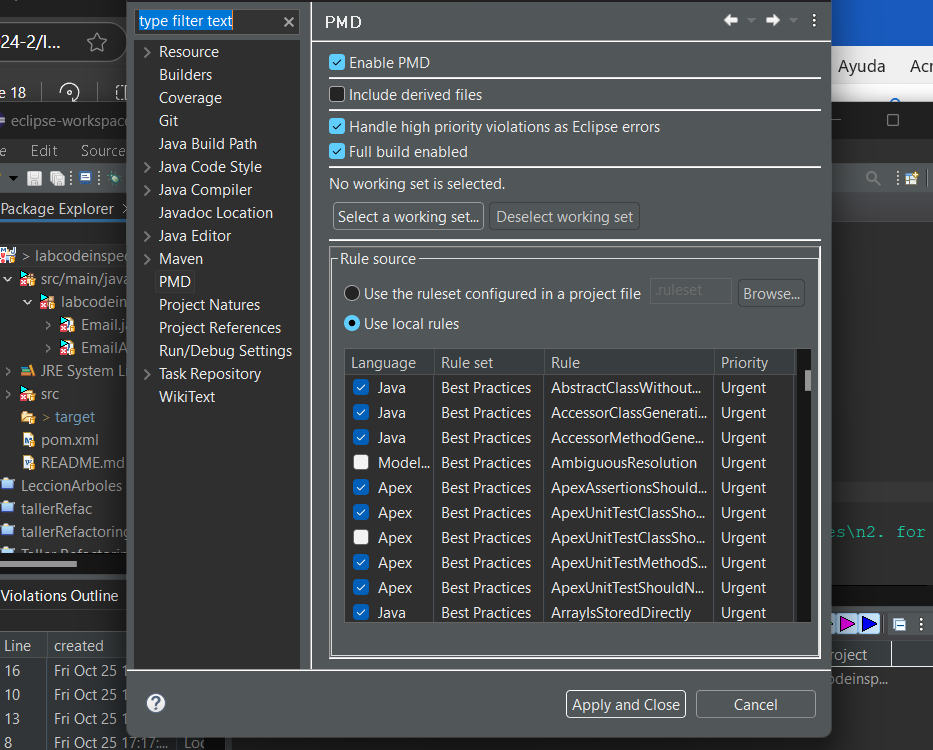 type filter text
Resource
Builders
Coverage
Git
Java Build Path
Java Code Style
Java Compiler
Javadoc Location
Java Editor
Maven
PMD
Project Natures
Project References
Run/Debug Settings
Task Repository
WikiText
PMD
Enable PMD
Include derived files
Handle high priority violations as Eclipse errors
Full build enabled
No working set is selected.
Select a working set... Deselect working set
Rule source
Use the ruleset configured in a project file .ruleset Browse...
Use local rules
Language Rule set Rule Priority
Java Best Practices AbstractClassWithout... Urgent
Java Best Practices AccessorClassGenerati... Urgent
Java Best Practices AccessorMethodGene... Urgent
Model... Best Practices AmbiguousResolution Urgent
Apex Best Practices ApexAssertionsShould... Urgent
Apex Best Practices ApexUnitTestClassSho... Urgent
Apex Best Practices ApexUnitTestClassSho... Urgent
Apex Best Practices ApexUnitTestMethodS... Urgent
Apex Best Practices ApexUnitTestShouldN... Urgent
Java Best Practices ArrayIsStoredDirectly Urgent
Apply and Close Cancel
24-2/l...
e 18
eclipse-workspac
e Edit Source
Package Explorer
> labcodeinspe
src/main/java
labcodein
Email.j
EmailA
JRE System Li
src
> target
pom.xml
README.md
LeccionArboles
tallerRefac
tallerRefactoring
Taller Refactorin
Violations Outline
Line created
16 Fri Oct 25 1
10 Fri Oct 25 1
13 Fri Oct 25 1
8 Fri Oct 25 17:17:... Loc
Ayuda Acr
es\n2. for
roject
odeinsp...